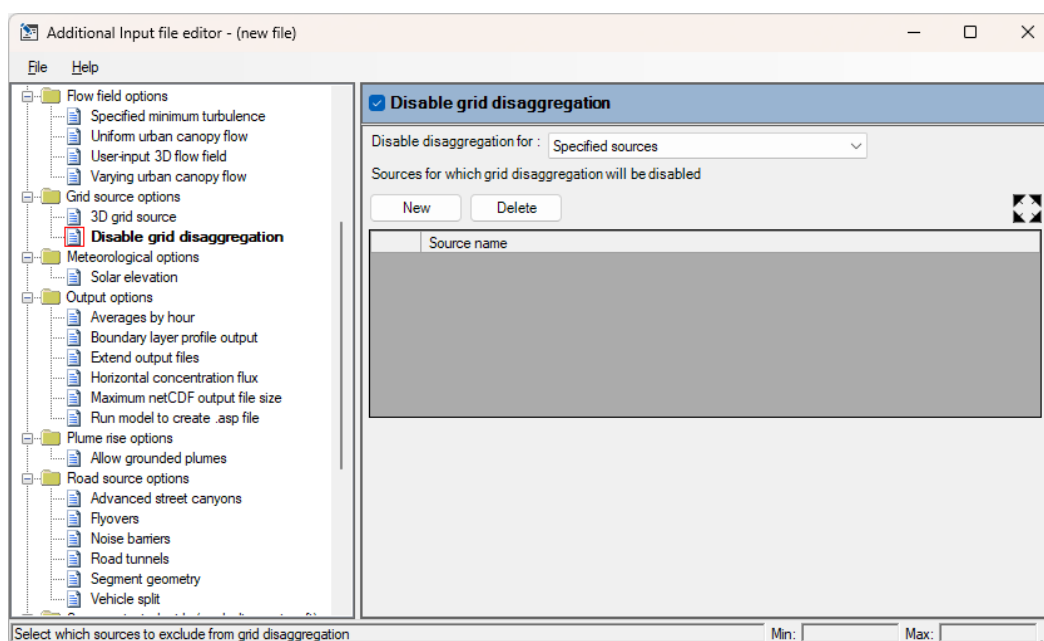 Additional Input file editor - (new file)
File Help
Flow field options
Specified minimum turbulence
Uniform urban canopy flow
User-input 3D flow field
Varying urban canopy flow
Grid source options
3D grid source
Disable grid disaggregation
Meteorological options
Solar elevation
Output options
Averages by hour
Boundary layer profile output
Extend output files
Horizontal concentration flux
Maximum netCDF output file size
Run model to create .asp file
Plume rise options
Allow grounded plumes
Road source options
Advanced street canyons
Flyovers
Noise barriers
Road tunnels
Segment geometry
Vehicle split
Disable grid disaggregation
Disable disaggregation for : Specified sources
Sources for which grid disaggregation will be disabled
New Delete
Source name
Select which sources to exclude from grid disaggregation Min: Max: